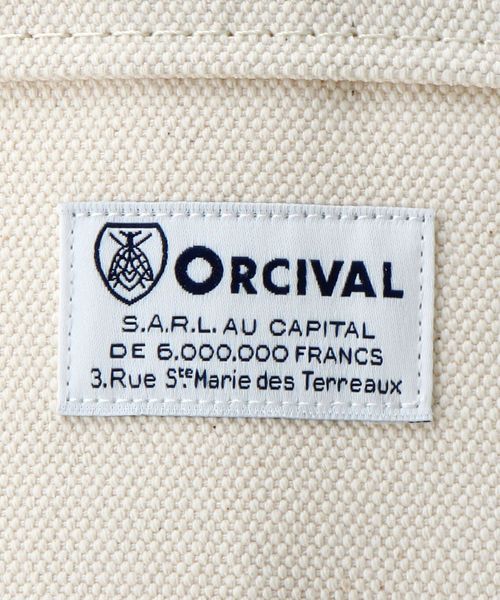 ORCIVAL
S.A.R.L. AU CAPITAL
DE 6.000.000 FRANCS
3.Rue Ste.Marie des Terreaux